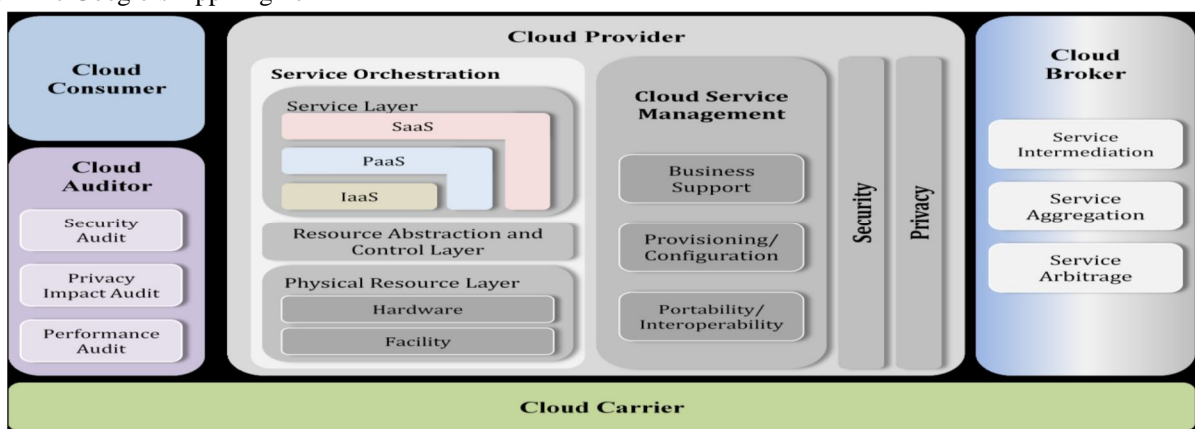 Cloud
Consumer
Cloud
Auditor
Security
Audit
Privacy
Impact Audit
Performance
Audit
Cloud Provider
Service Orchestration
Service Layer
SaaS
PaaS
IaaS
Resource Abstraction and
Control Layer
Physical Resource Layer
Hardware
Facility
Cloud Service
Management
Business
Support
Provisioning/
Configuration
Portability/
Interoperability
Security
Privacy
Cloud
Broker
Service
Intermediation
Service
Aggregation
Service
Arbitrage
Cloud Carrier